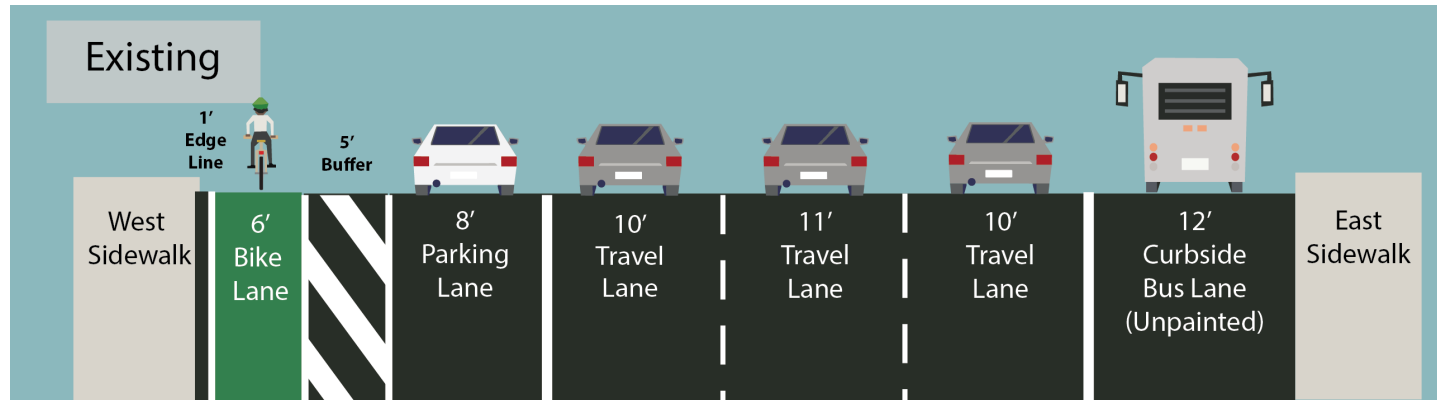 Existing
1’
Edge
Line
5’
Buffer
West
Sidewalk
6’
Bike
Lane
8’
Parking
Lane
10’
Travel
Lane
11’
Travel
Lane
10’
Travel
Lane
12’
Curbside
Bus Lane
(Unpainted)
East
Sidewalk